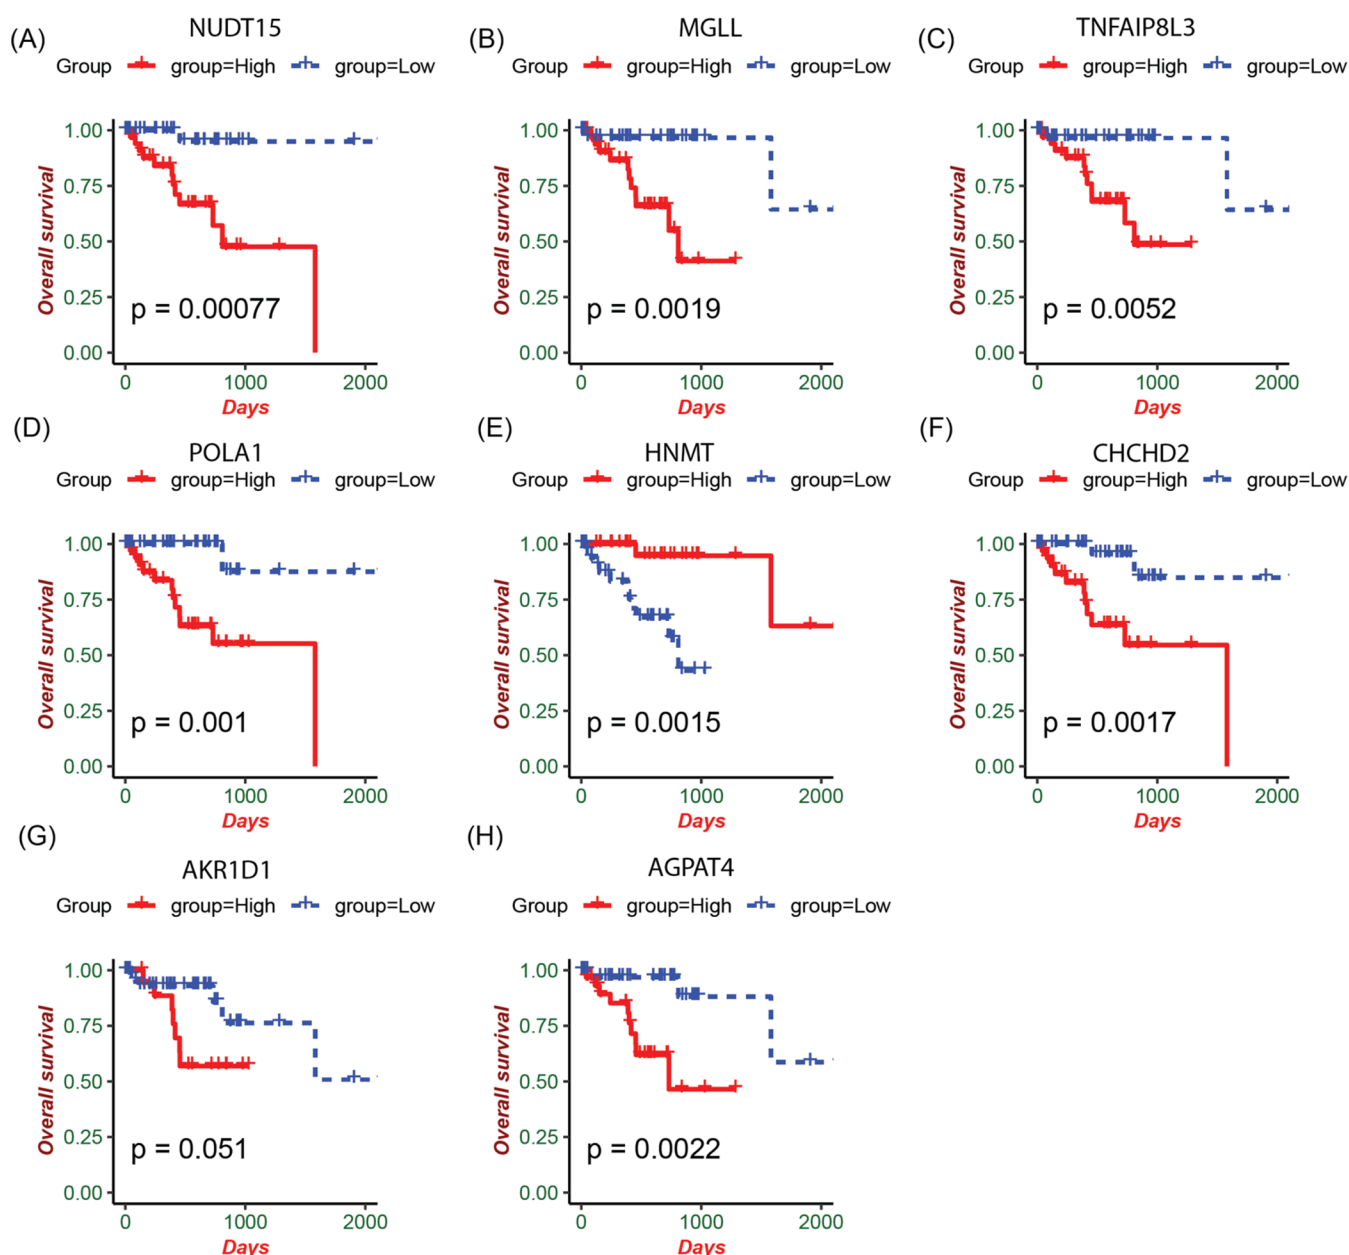 (A) NUDT15
Group group=High group=Low
Overall survival
1.00
0.75
0.50
0.25
0.00
p = 0.00077
0 1000 2000
Days
(B) MGLL
Group group=High group=Low
Overall survival
1.00
0.75
0.50
0.25
0.00
p = 0.0019
0 1000 2000
Days
(C) TNFAIP8L3
Group group=High group=Low
Overall survival
1.00
0.75
0.50
0.25
0.00
p = 0.0052
0 1000 2000
Days
(D) POLA1
Group group=High group=Low
Overall survival
1.00
0.75
0.50
0.25
0.00
p = 0.001
0 1000 2000
Days
(E) HNMT
Group group=High group=Low
Overall survival
1.00
0.75
0.50
0.25
0.00
p = 0.0015
0 1000 2000
Days
(F) CHCHD2
Group group=High group=Low
Overall survival
1.00
0.75
0.50
0.25
0.00
p = 0.0017
0 1000 2000
Days
(G) AKR1D1
Group group=High group=Low
Overall survival
1.00
0.75
0.50
0.25
0.00
p = 0.051
0 1000 2000
Days
(H) AGPAT4
Group group=High group=Low
Overall survival
1.00
0.75
0.50
0.25
0.00
p = 0.0022
0 1000 2000
Days